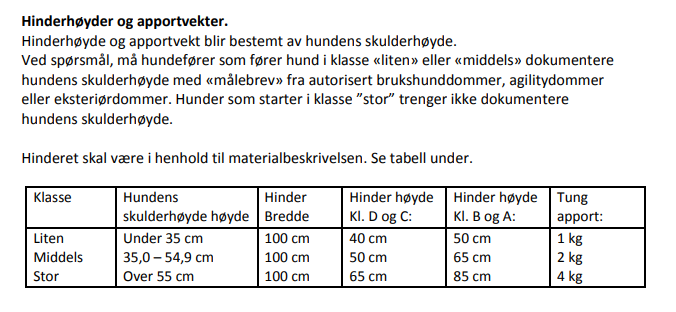 Hinderhøyder og apportvekter.
Hinderhøyde og apportvekt blir bestemt av hundens skulderhøyde.
Ved spørsmål, må hundefører som fører hund i klasse «liten» eller «middels» dokumentere
hundens skulderhøyde med «målebrev» fra autorisert brukshunddommer, agilitydommer
eller eksteriørdommer. Hunder som starter i klasse ”stor” trenger ikke dokumentere
hundens skulderhøyde.
Hinderet skal være i henhold til materialbeskrivelsen. Se tabell under.
Klasse Hundens Hinder Hinder høyde Hinder høyde Tung
skulderhøyde høyde Bredde Kl. D og C: Kl. B og A: apport:
Liten Under 35 cm 100 cm 40 cm 50 cm 1 kg
Middels 35,0 – 54,9 cm 100 cm 50 cm 65 cm 2 kg
Stor Over 55 cm 100 cm 65 cm 85 cm 4 kg